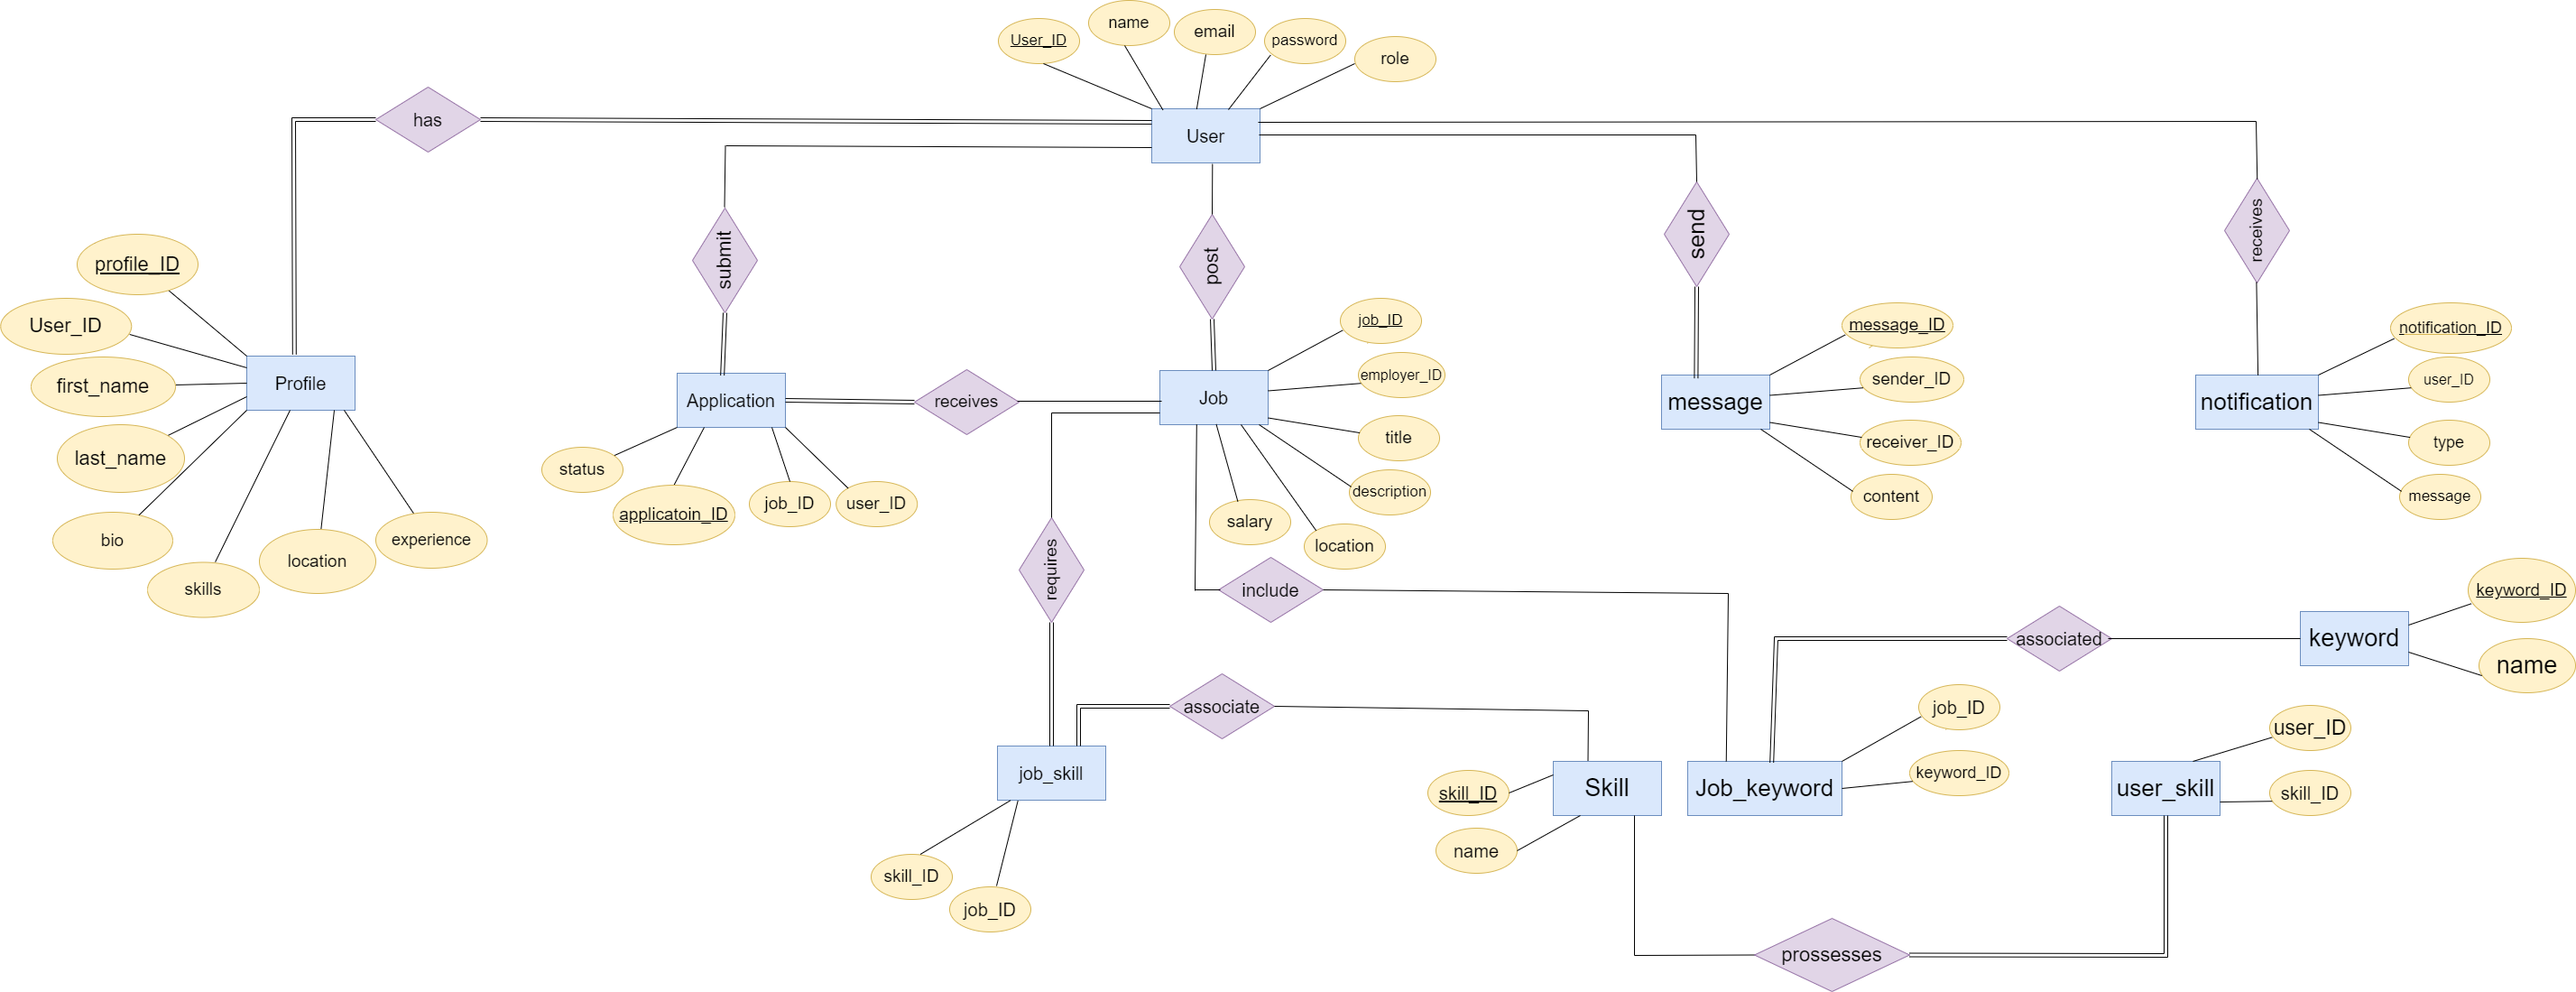 name
User_ID
email
password
role
has
User
submit
post
send
receives
profile_ID
User_ID
first_name
last_name
bio
skills
location
experience
Profile
Application
receives
status
applicatoin_ID
job_ID
user_ID
Job
job_ID
employer_ID
title
description
salary
location
message
message_ID
sender_ID
receiver_ID
content
notification
notification_ID
user_ID
type
message
requires
include
associated
keyword
keyword_ID
name
associate
job_skill
skill_ID
job_ID
Skill
skill_ID
name
Job_keyword
job_ID
keyword_ID
user_skill
user_ID
skill_ID
prossesses